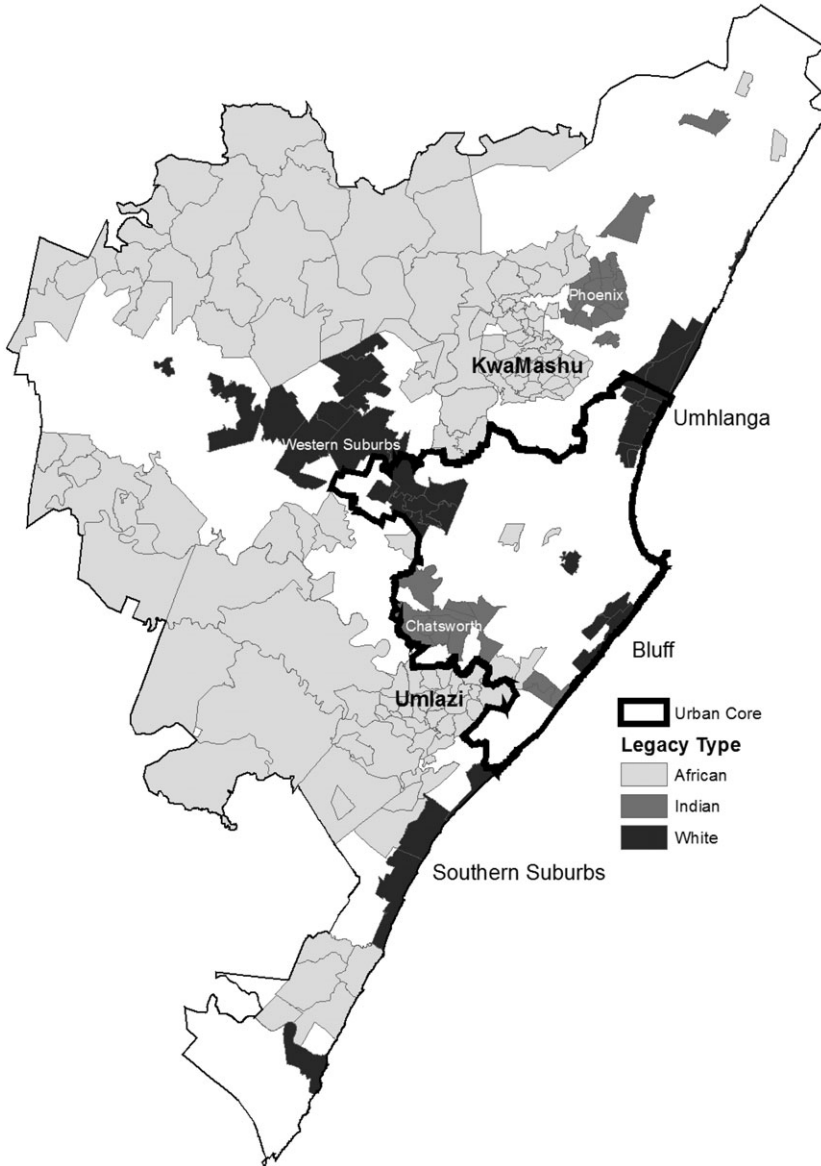 Phoenix
KwaMashu
Umhlanga
Western Suburbs
Chatsworth
Bluff
Umlazi
Urban Core
Legacy Type
African
Indian
White
Southern Suburbs